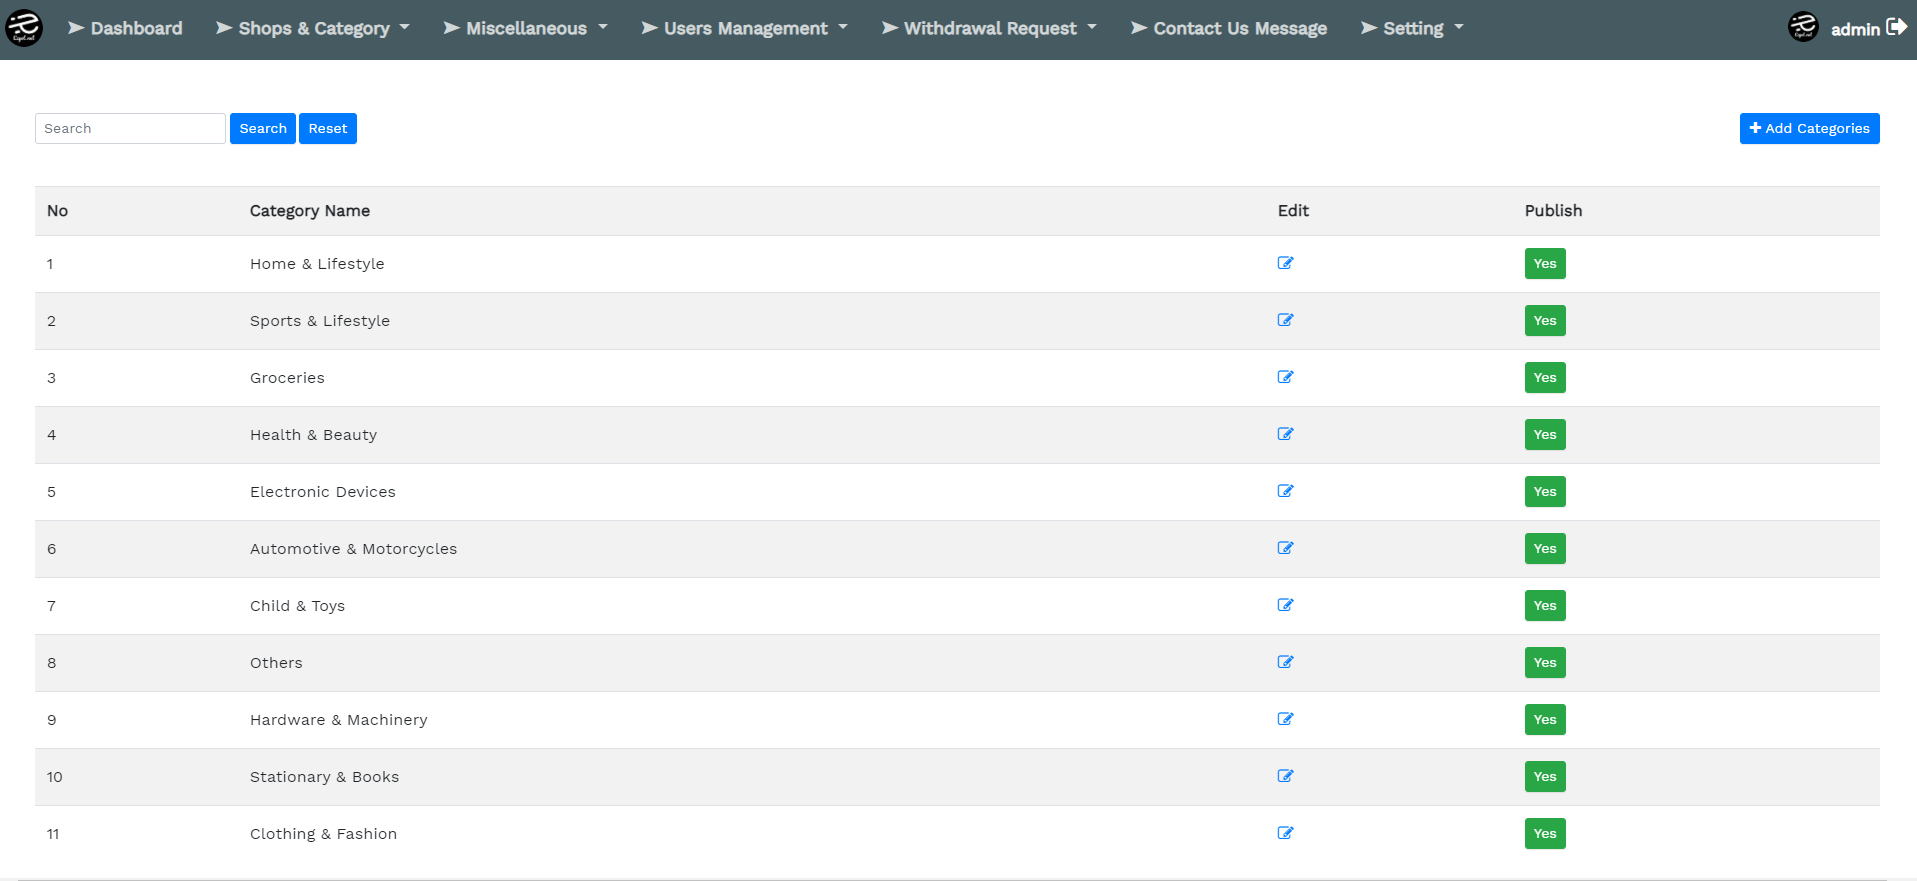 Dashboard Shops & Category Miscellaneous Users Management Withdrawal Request Contact Us Message Setting admin
Search Search Reset + Add Categories
No Category Name Edit Publish
1 Home & Lifestyle Yes
2 Sports & Lifestyle Yes
3 Groceries Yes
4 Health & Beauty Yes
5 Electronic Devices Yes
6 Automotive & Motorcycles Yes
7 Child & Toys Yes
8 Others Yes
9 Hardware & Machinery Yes
10 Stationary & Books Yes
11 Clothing & Fashion Yes